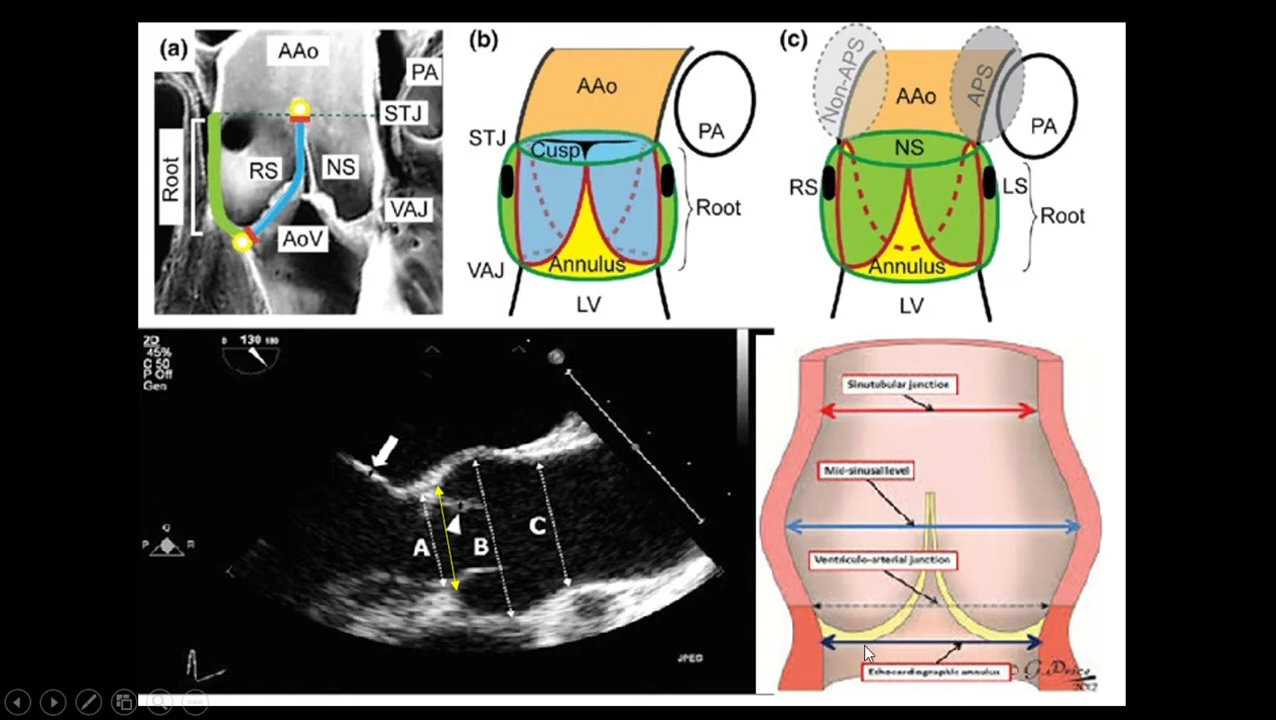 (a)
AAo
PA
STJ
RS
NS
Root
VAJ
AoV
(b)
AAo
PA
STJ
Cusp
Root
Annulus
VAJ
LV
(c)
Non-APS
APS
AAo
PA
NS
RS
LS
Root
Annulus
LV
2D
45%
C 50
P Off
Gen
0 130 180
P R
A
B
C
JPEG
Sinutubular junction
Mid-sinusal level
Ventriculo-arterial junction
Echocardiographic annulus